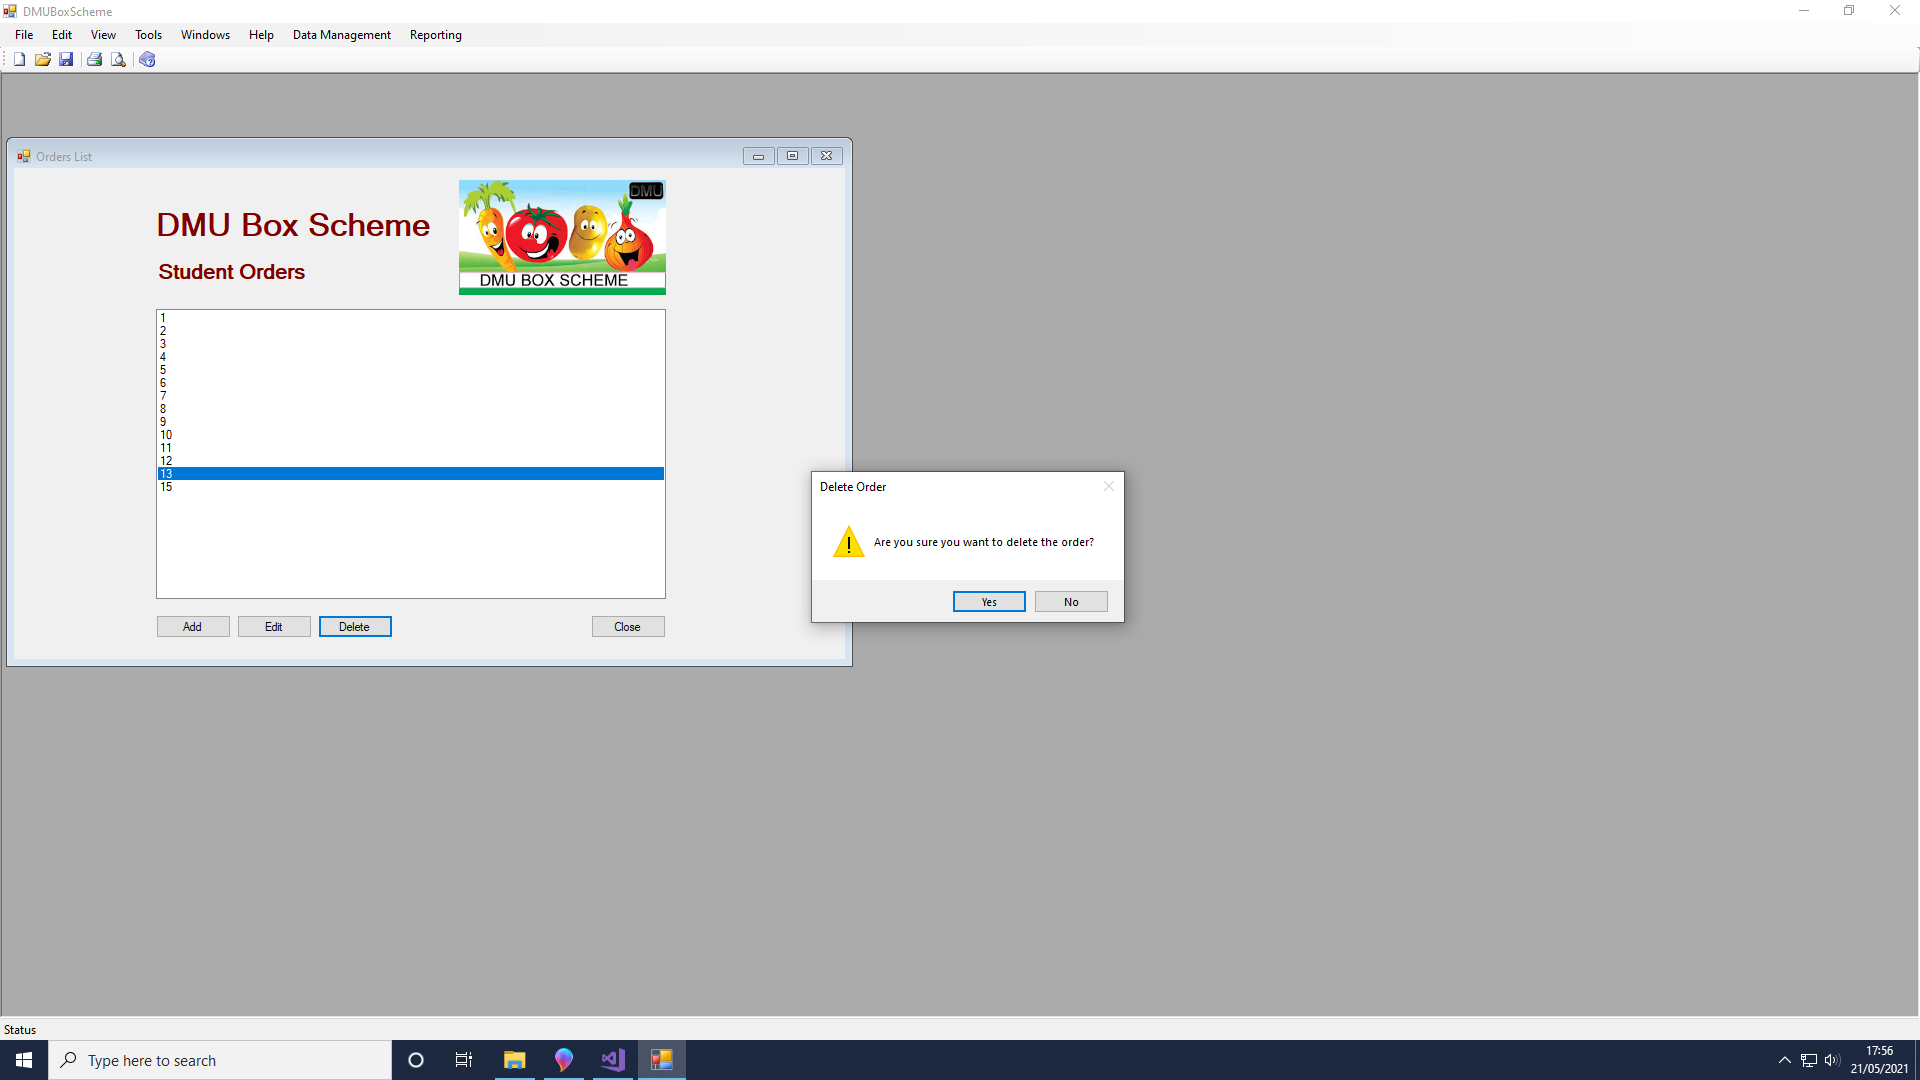 DMUBoxScheme
File Edit View Tools Windows Help Data Management Reporting
Orders List
DMU
DMU Box Scheme
Student Orders
DMU BOX SCHEME
1
2
3
4
5
6
7
8
9
10
11
12
13
15
Add Edit Delete Close
Delete Order
Are you sure you want to delete the order?
Yes No
Status
Type here to search
17:56
21/05/2021